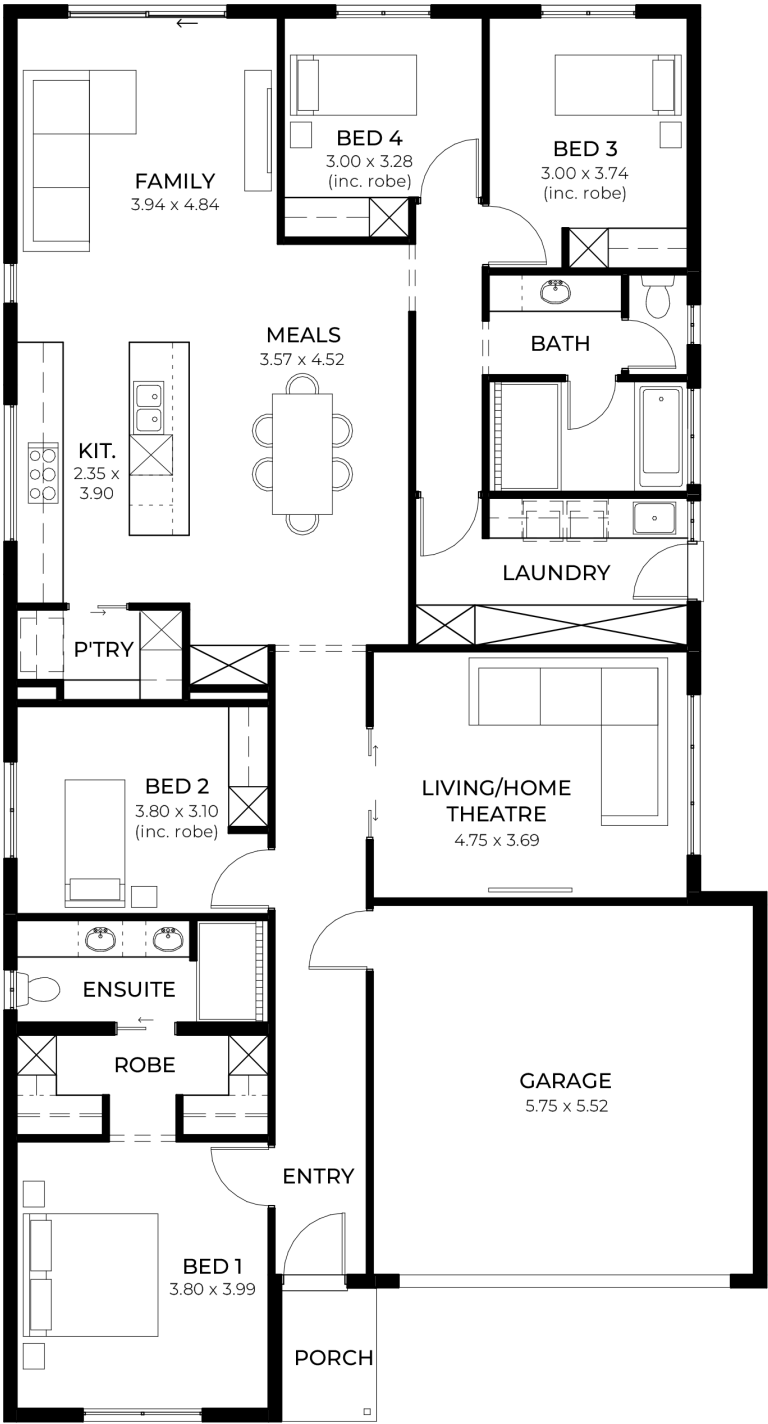 BED 4
3.00 x 3.28
(inc. robe)
BED 3
3.00 x 3.74
(inc. robe)
FAMILY
3.94 x 4.84
MEALS
3.57 x 4.52
BATH
KIT.
2.35 x
3.90
LAUNDRY
P'TRY
BED 2
3.80 x 3.10
(inc. robe)
LIVING/HOME
THEATRE
4.75 x 3.69
ENSUITE
ROBE
GARAGE
5.75 x 5.52
ENTRY
BED 1
3.80 x 3.99
PORCH